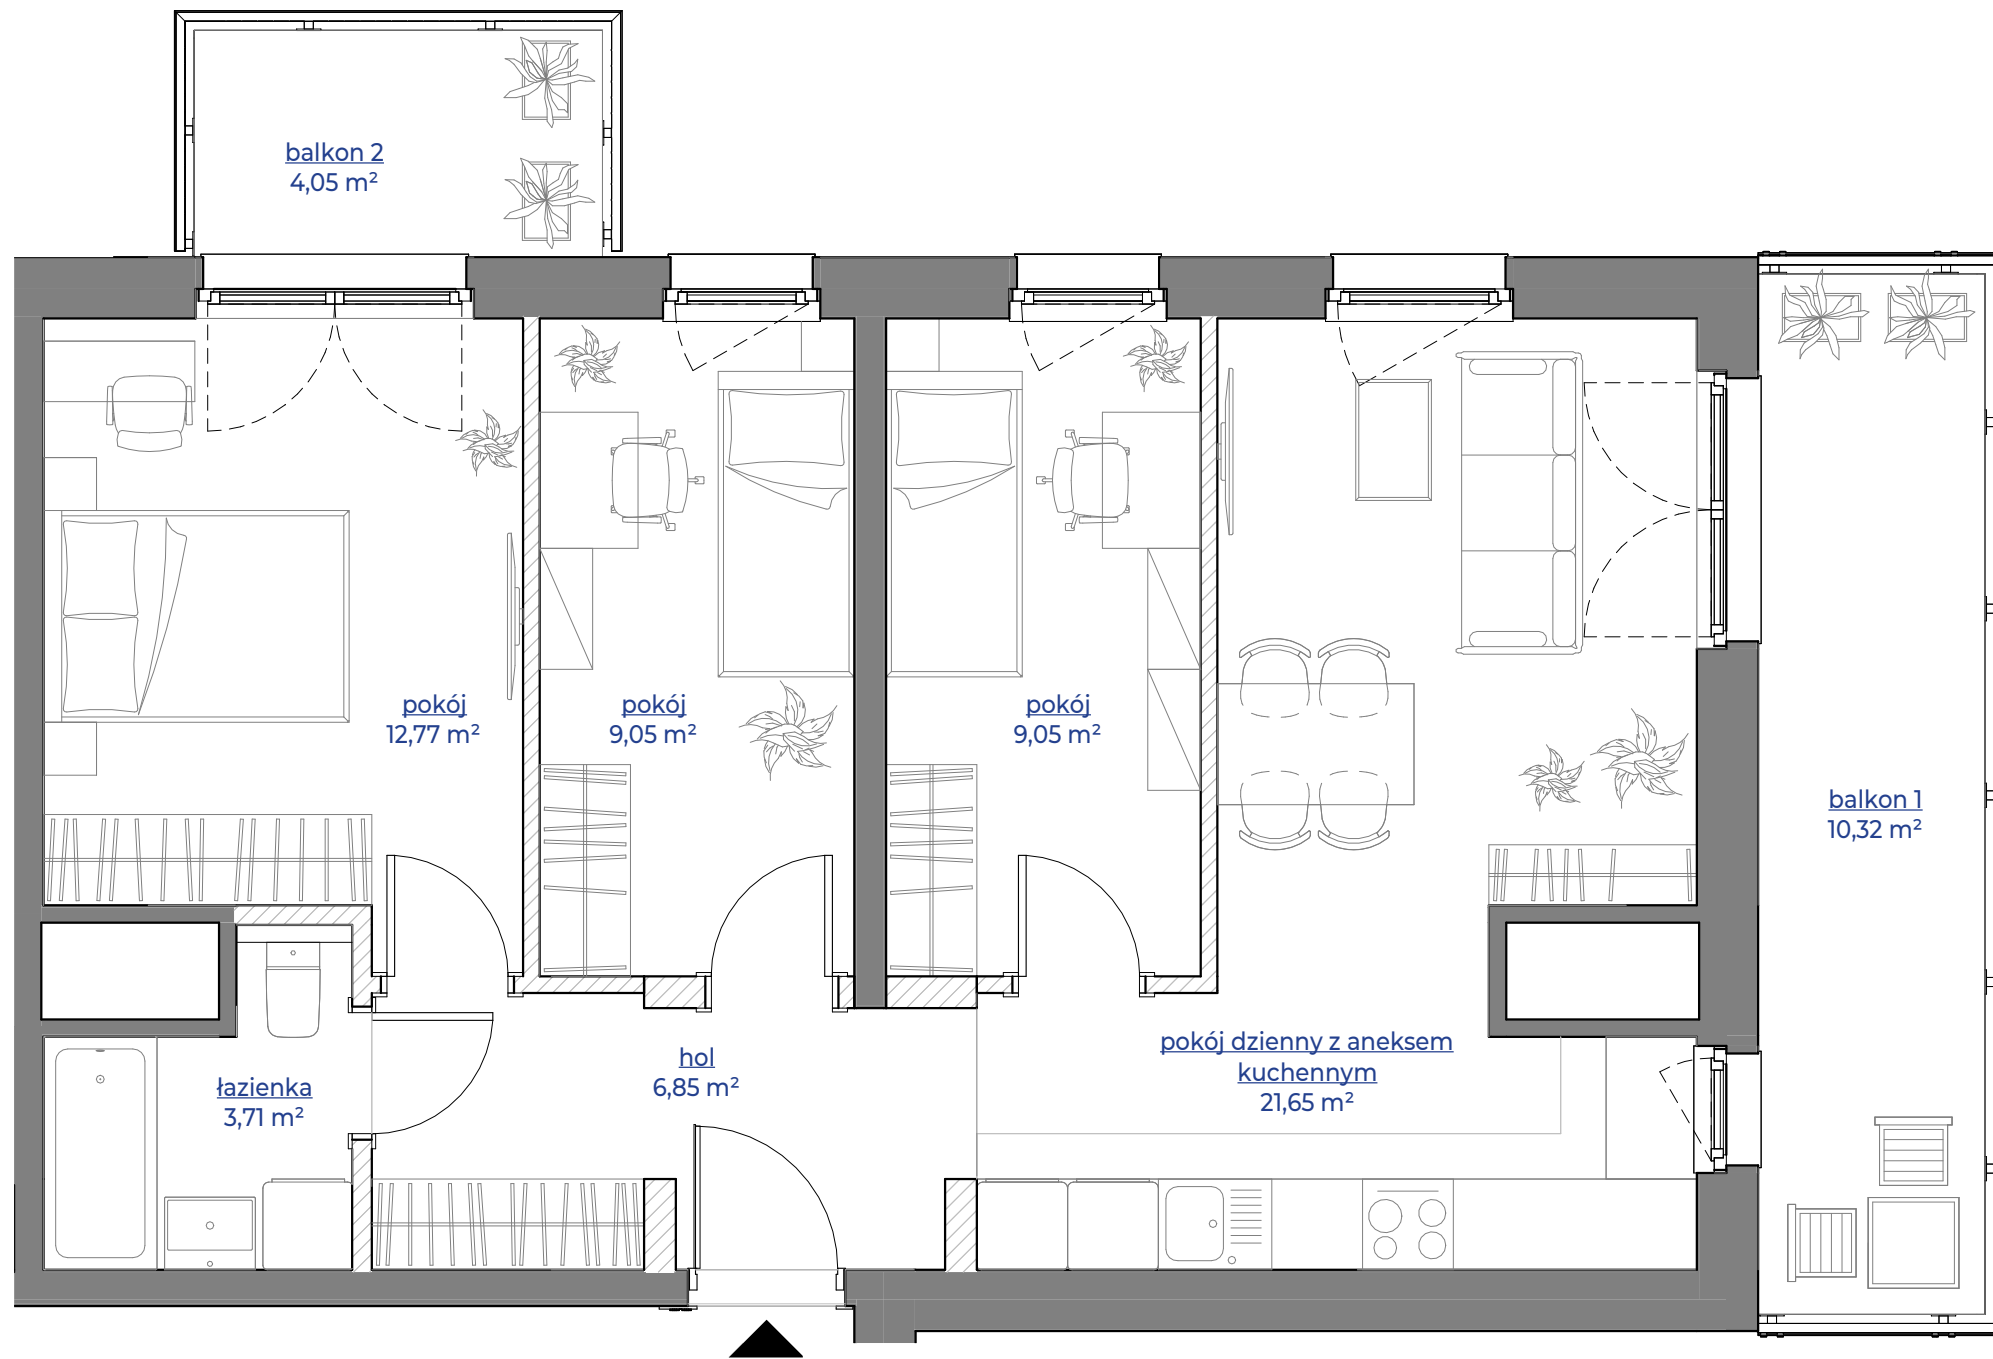 balkon 2
4,05 m²
pokój
12,77 m²
pokój
9,05 m²
pokój
9,05 m²
balkon 1
10,32 m²
pokój dzienny z aneksem
kuchennym
21,65 m²
hol
6,85 m²
łazienka
3,71 m²